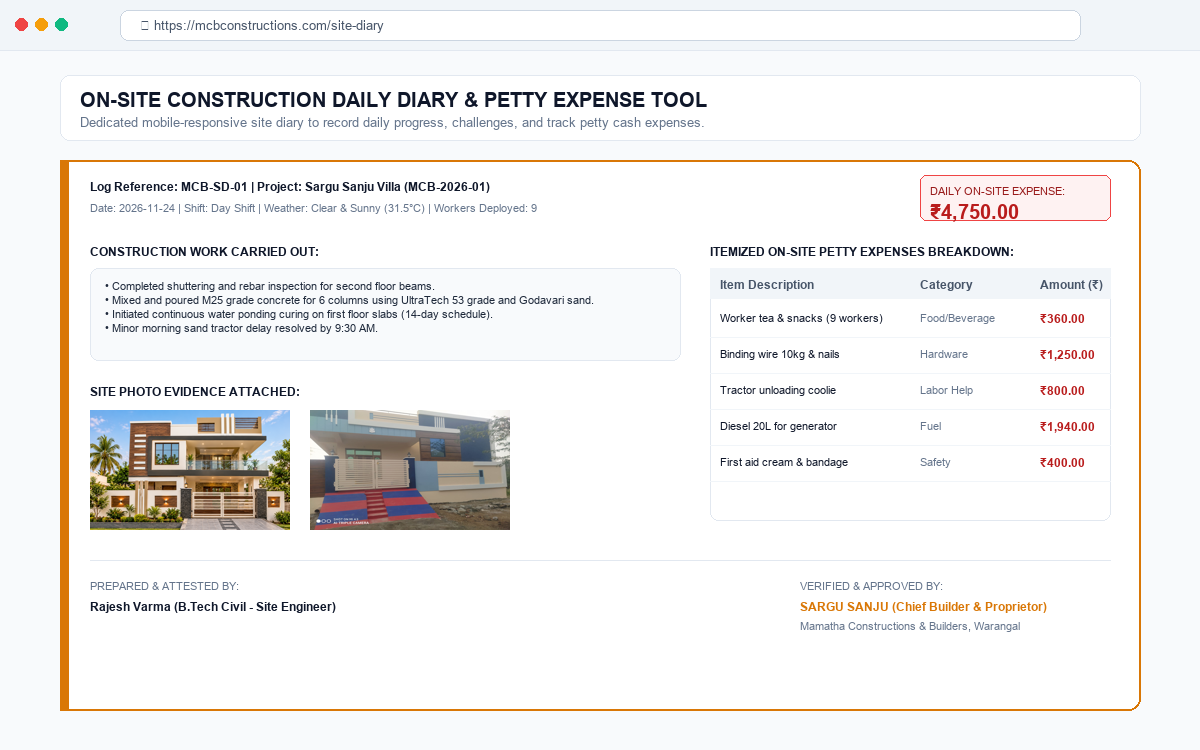 https://mcbconstructions.com/site-diary
ON-SITE CONSTRUCTION DAILY DIARY & PETTY EXPENSE TOOL
Dedicated mobile-responsive site diary to record daily progress, challenges, and track petty cash expenses.
Log Reference: MCB-SD-01 | Project: Sargu Sanju Villa (MCB-2026-01)
Date: 2026-11-24 | Shift: Day Shift | Weather: Clear & Sunny (31.5°C) | Workers Deployed: 9
DAILY ON-SITE EXPENSE:
₹4,750.00
CONSTRUCTION WORK CARRIED OUT:
• Completed shuttering and rebar inspection for second floor beams.
• Mixed and poured M25 grade concrete for 6 columns using UltraTech 53 grade and Godavari sand.
• Initiated continuous water ponding curing on first floor slabs (14-day schedule).
• Minor morning sand tractor delay resolved by 9:30 AM.
SITE PHOTO EVIDENCE ATTACHED:
ITEMIZED ON-SITE PETTY EXPENSES BREAKDOWN:
Item Description Category Amount (₹)
Worker tea & snacks (9 workers) Food/Beverage ₹360.00
Binding wire 10kg & nails Hardware ₹1,250.00
Tractor unloading coolie Labor Help ₹800.00
Diesel 20L for generator Fuel ₹1,940.00
First aid cream & bandage Safety ₹400.00
PREPARED & ATTESTED BY:
Rajesh Varma (B.Tech Civil - Site Engineer)
VERIFIED & APPROVED BY:
SARGU SANJU (Chief Builder & Proprietor)
Mamatha Constructions & Builders, Warangal